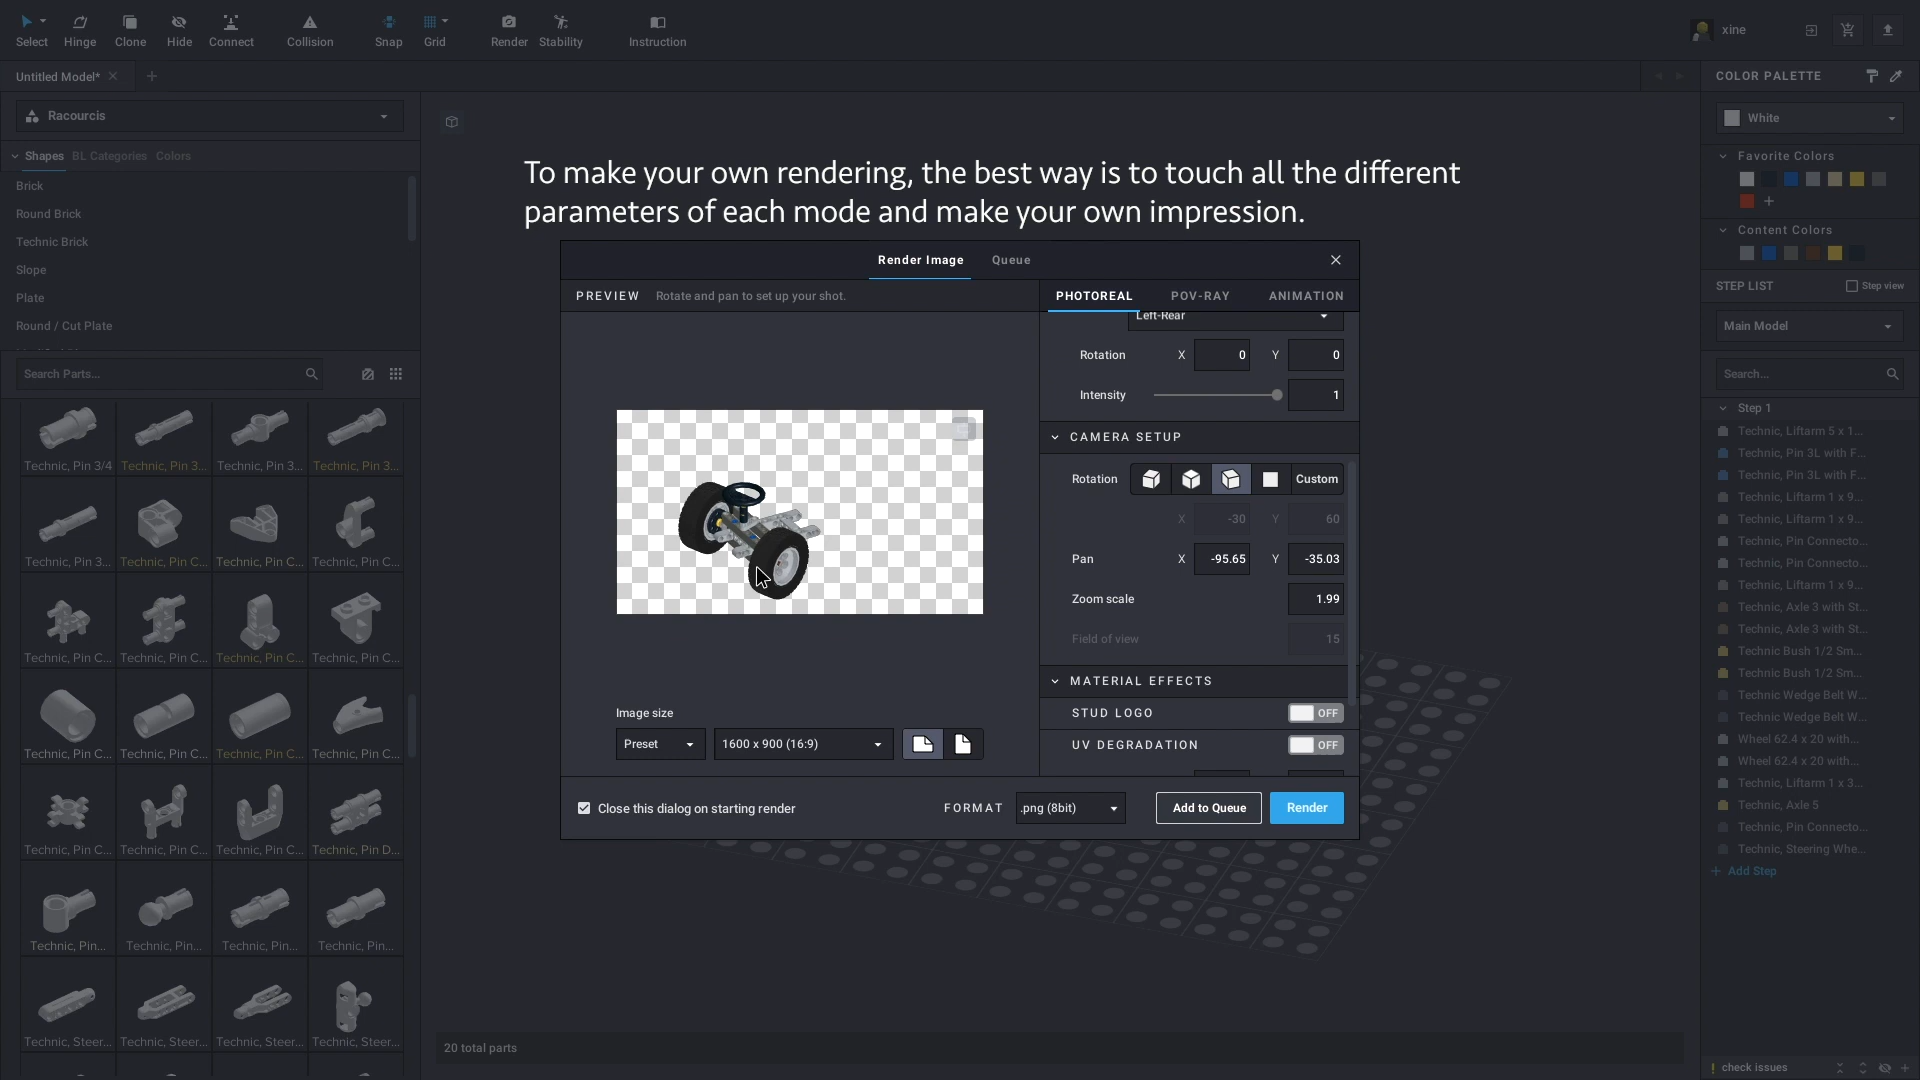 Select
Hinge
Clone
Hide
Connect
Collision
Snap
Grid
Render
Stability
Instruction
xine
Untitled Model*
COLOR PALETTE
Racourcis
White
Shapes BL Categories Colors
Favorite Colors
Brick
Round Brick
Technic Brick
Slope
Plate
Round / Cut Plate
Content Colors
STEP LIST
Step view
Main Model
Search Parts...
Search...
To make your own rendering, the best way is to touch all the different
parameters of each mode and make your own impression.
Render Image
Queue
PREVIEW Rotate and pan to set up your shot.
PHOTOREAL POV-RAY ANIMATION
Left-Rear
Rotation X 0 Y 0
Intensity 1
CAMERA SETUP
Rotation Custom
X -30 Y 60
Pan X -95.65 Y -35.03
Zoom scale 1.99
Field of view 15
MATERIAL EFFECTS
STUD LOGO OFF
UV DEGRADATION OFF
Image size
Preset 1600 x 900 (16:9)
Close this dialog on starting render
FORMAT .png (8bit)
Add to Queue
Render
Technic, Pin 3/4 Technic, Pin 3... Technic, Pin 3... Technic, Pin 3...
Technic, Pin 3... Technic, Pin C... Technic, Pin C... Technic, Pin C...
Technic, Pin C... Technic, Pin C... Technic, Pin C... Technic, Pin C...
Technic, Pin C... Technic, Pin C... Technic, Pin C... Technic, Pin C...
Technic, Pin C... Technic, Pin C... Technic, Pin C... Technic, Pin D...
Technic, Pin... Technic, Pin... Technic, Pin... Technic, Pin...
Technic, Steer... Technic, Steer... Technic, Steer... Technic, Steer...
20 total parts
Step 1
Technic, Liftarm 5 x 1...
Technic, Pin 3L with F...
Technic, Pin 3L with F...
Technic, Liftarm 1 x 9...
Technic, Liftarm 1 x 9...
Technic, Pin Connecto...
Technic, Pin Connecto...
Technic, Liftarm 1 x 9...
Technic, Axle 3 with St...
Technic, Axle 3 with St...
Technic Bush 1/2 Sm...
Technic Bush 1/2 Sm...
Technic Wedge Belt W...
Technic Wedge Belt W...
Wheel 62.4 x 20 with...
Wheel 62.4 x 20 with...
Technic, Liftarm 1 x 3...
Technic, Axle 5
Technic, Pin Connecto...
Technic, Steering Whe...
+ Add Step
check issues